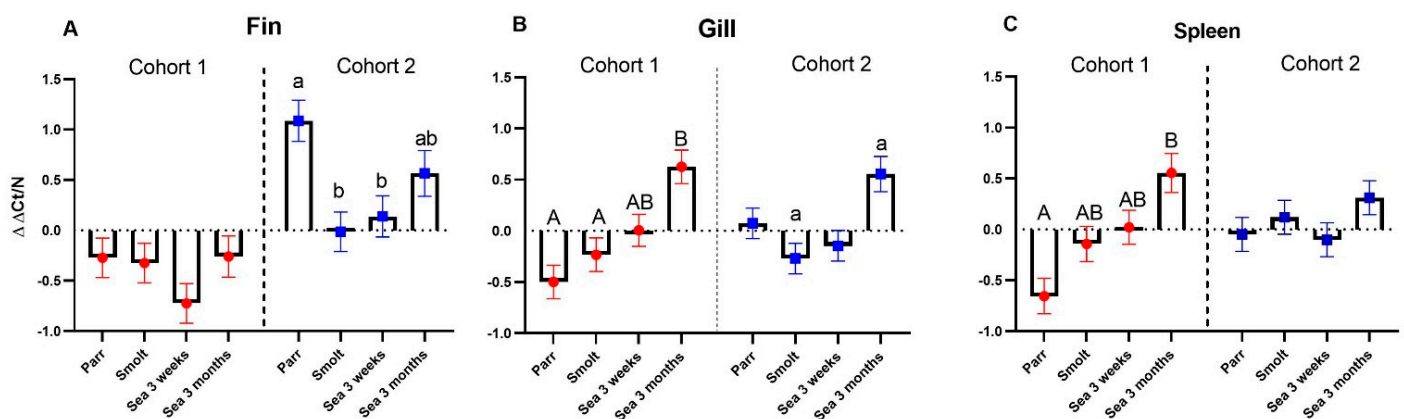 A
Fin
Cohort 1
Cohort 2
Δ ΔCt/N
1.5
1.0
0.5
0.0
-0.5
-1.0
a
b
b
ab
Parr
Smolt
Sea 3 weeks
Sea 3 months
Parr
Smolt
Sea 3 weeks
Sea 3 months
B
Gill
Cohort 1
Cohort 2
1.5
1.0
0.5
0.0
-0.5
-1.0
A
A
AB
B
a
a
Parr
Smolt
Sea 3 weeks
Sea 3 months
Parr
Smolt
Sea 3 weeks
Sea 3 months
C
Spleen
Cohort 1
Cohort 2
1.5
1.0
0.5
0.0
-0.5
-1.0
A
AB
AB
B
Parr
Smolt
Sea 3 weeks
Sea 3 months
Parr
Smolt
Sea 3 weeks
Sea 3 months